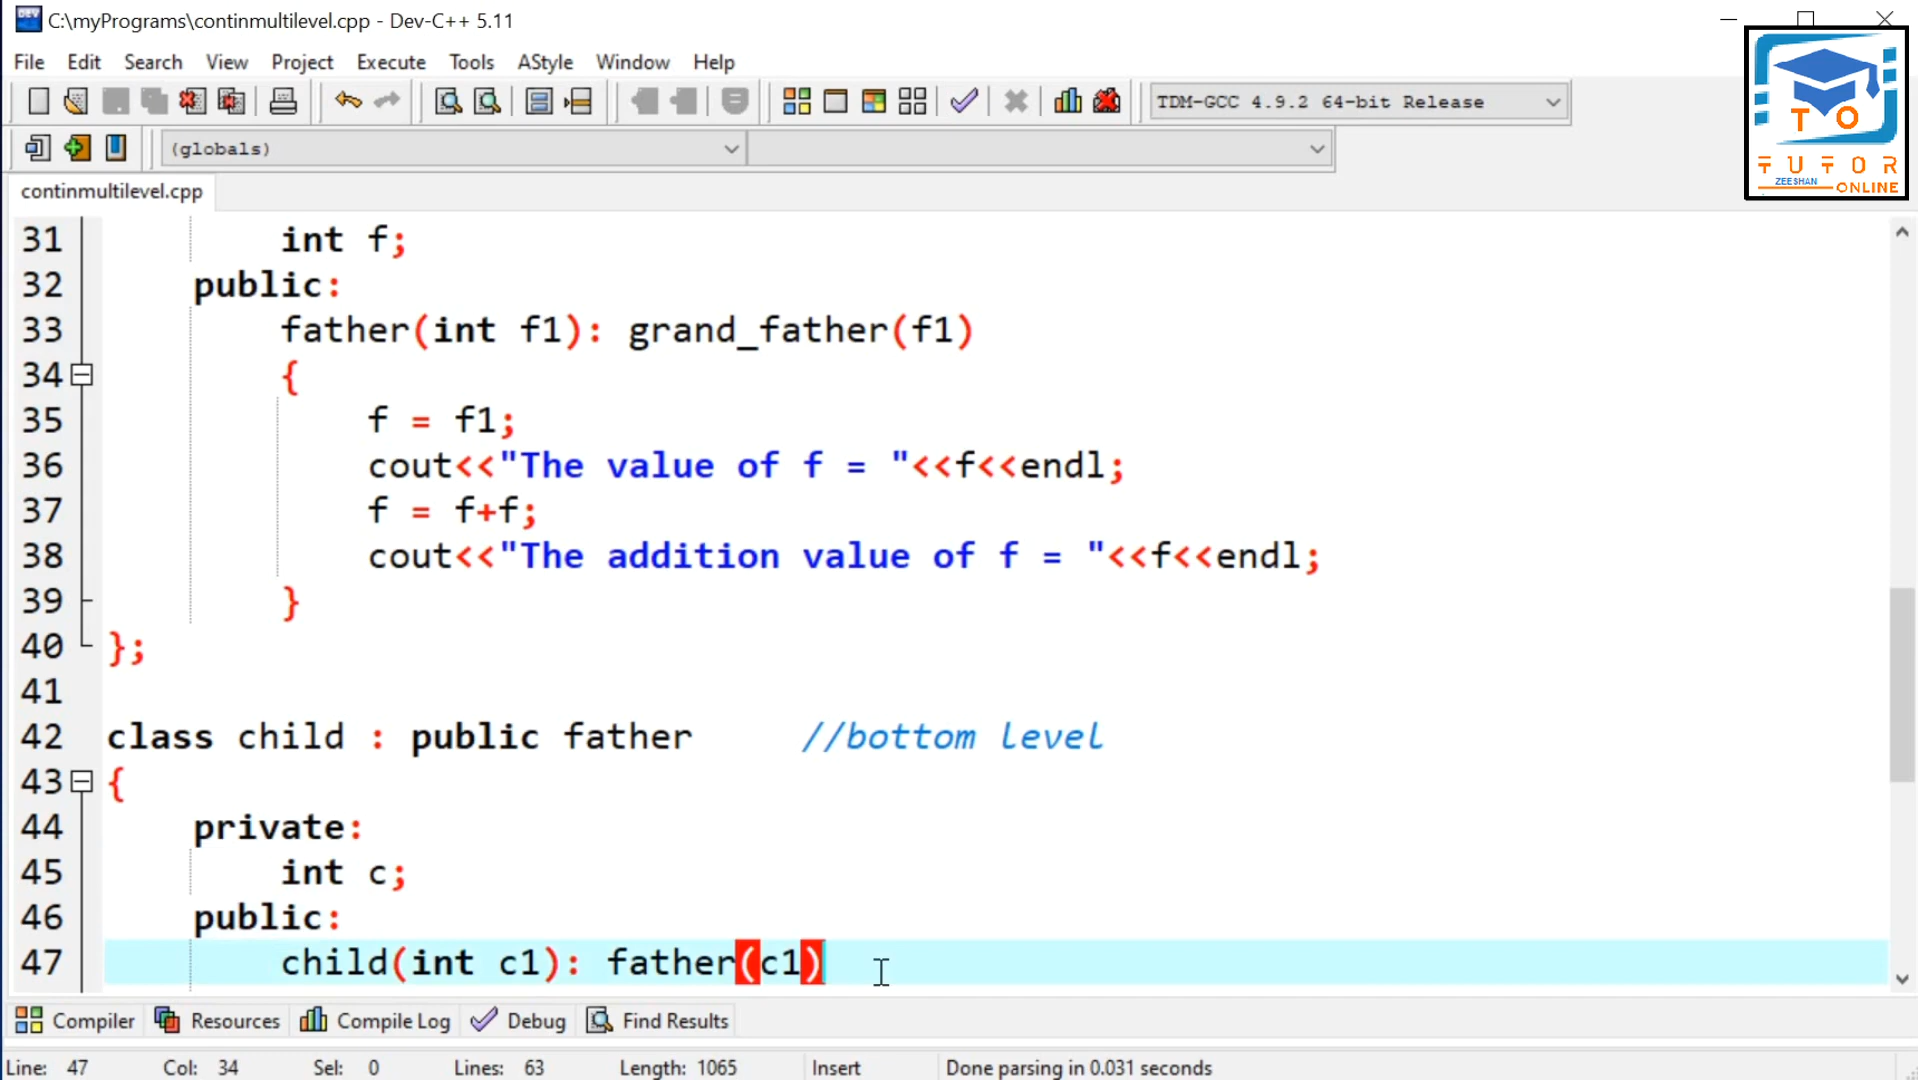 C:\myPrograms\continmultilevel.cpp - Dev-C++ 5.11
File Edit Search View Project Execute Tools AStyle Window Help
TDM-GCC 4.9.2 64-bit Release
(globals)
continmultilevel.cpp
T O
TUTOR
ZEESHAN ONLINE
31 int f;
32 public:
33 father(int f1): grand_father(f1)
34 {
35 f = f1;
36 cout<<"The value of f = "<<f<<endl;
37 f = f+f;
38 cout<<"The addition value of f = "<<f<<endl;
39 }
40 };
41
42 class child : public father //bottom level
43 {
44 private:
45 int c;
46 public:
47 child(int c1): father(c1)
Compiler Resources Compile Log Debug Find Results
Line: 47 Col: 34 Sel: 0 Lines: 63 Length: 1065 Insert Done parsing in 0.031 seconds